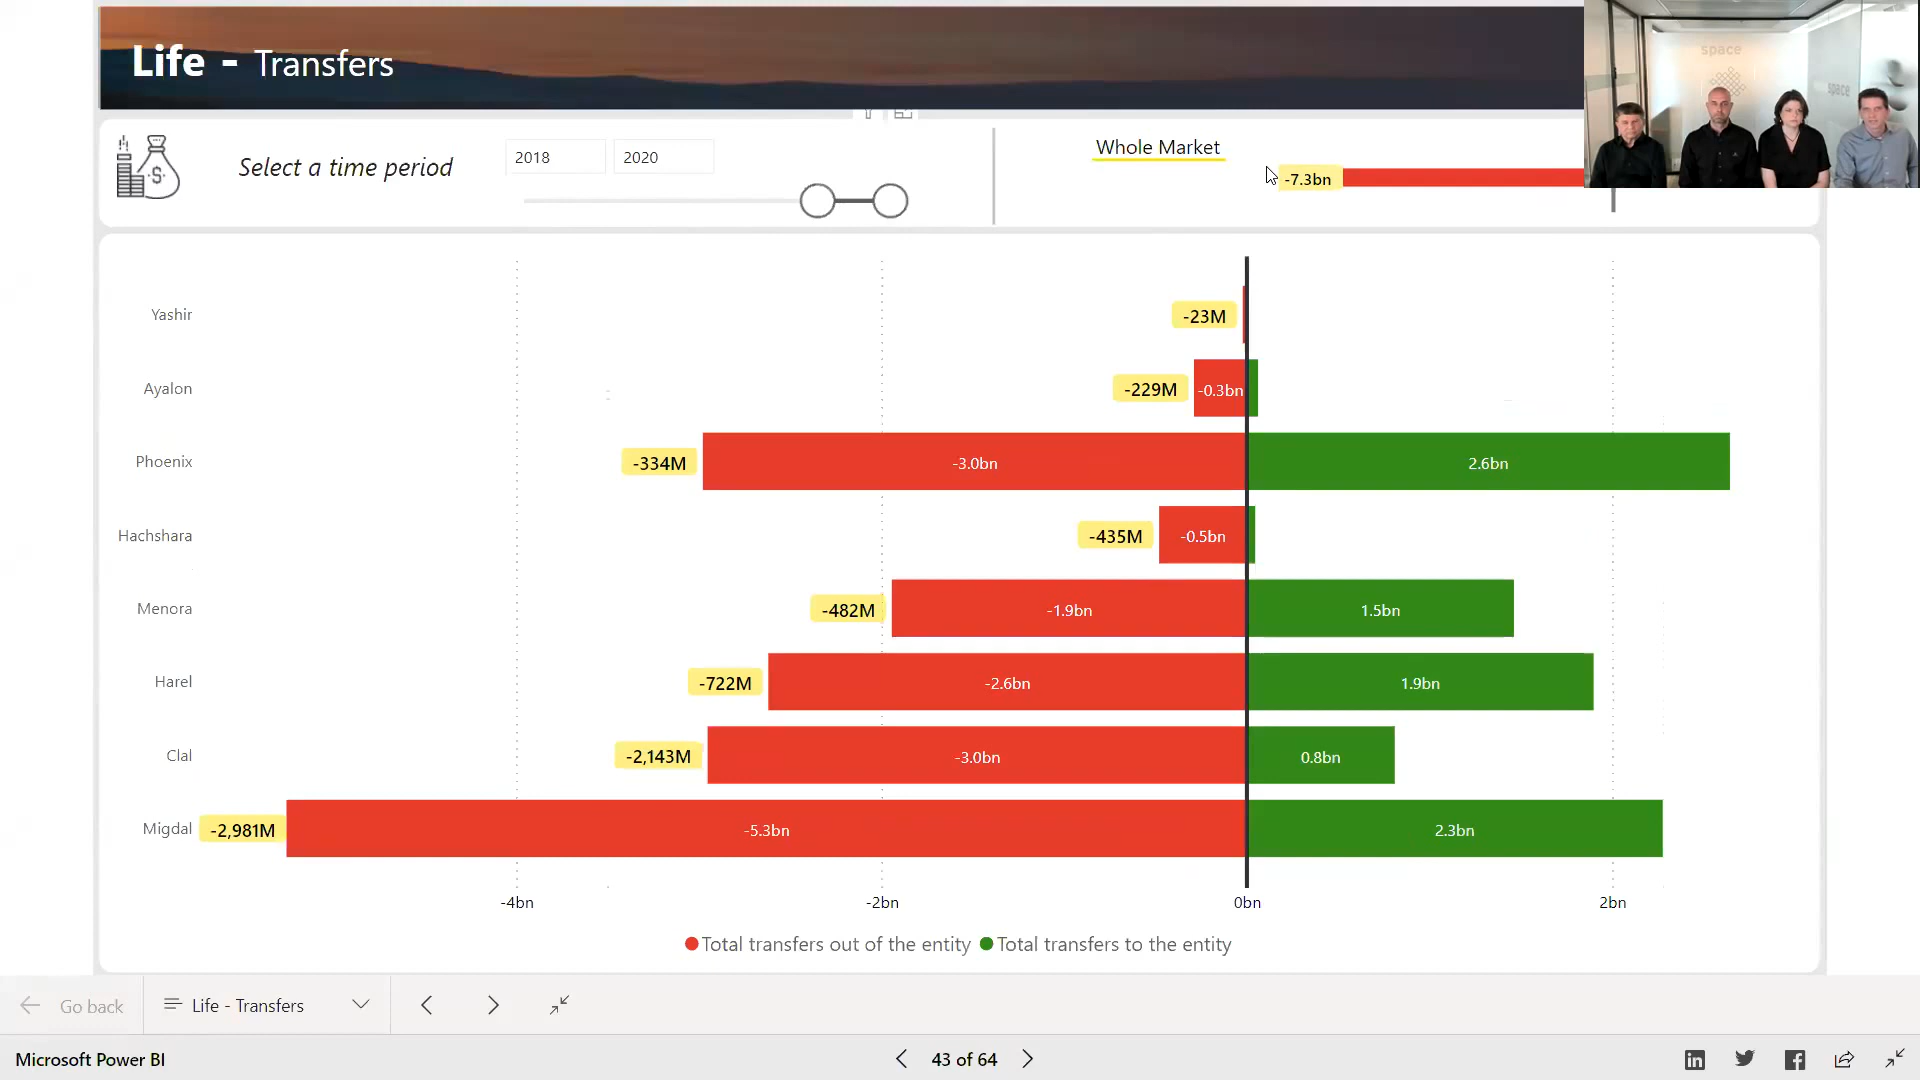 Life - Transfers
space
space
Select a time period
2018
2020
Whole Market
-7.3bn
Yashir
-23M
Ayalon
-229M
-0.3bn
Phoenix
-334M
-3.0bn
2.6bn
Hachshara
-435M
-0.5bn
Menora
-482M
-1.9bn
1.5bn
Harel
-722M
-2.6bn
1.9bn
Clal
-2,143M
-3.0bn
0.8bn
Migdal
-2,981M
-5.3bn
2.3bn
-4bn
-2bn
0bn
2bn
Total transfers out of the entity
Total transfers to the entity
Go back
Life - Transfers
Microsoft Power BI
43 of 64